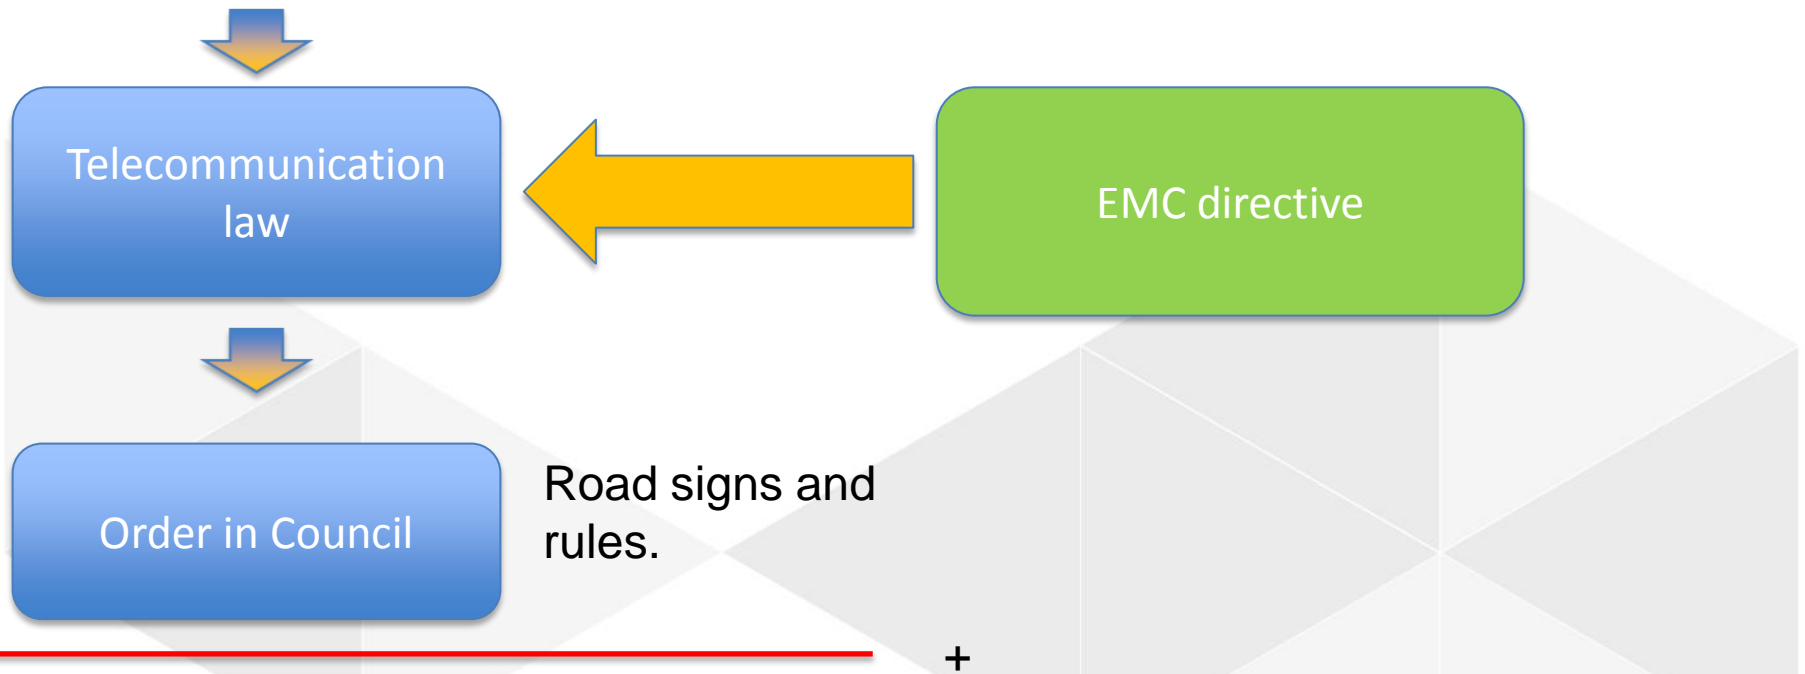 Telecommunication
law
EMC directive
Order in Council
Road signs and
rules.
+